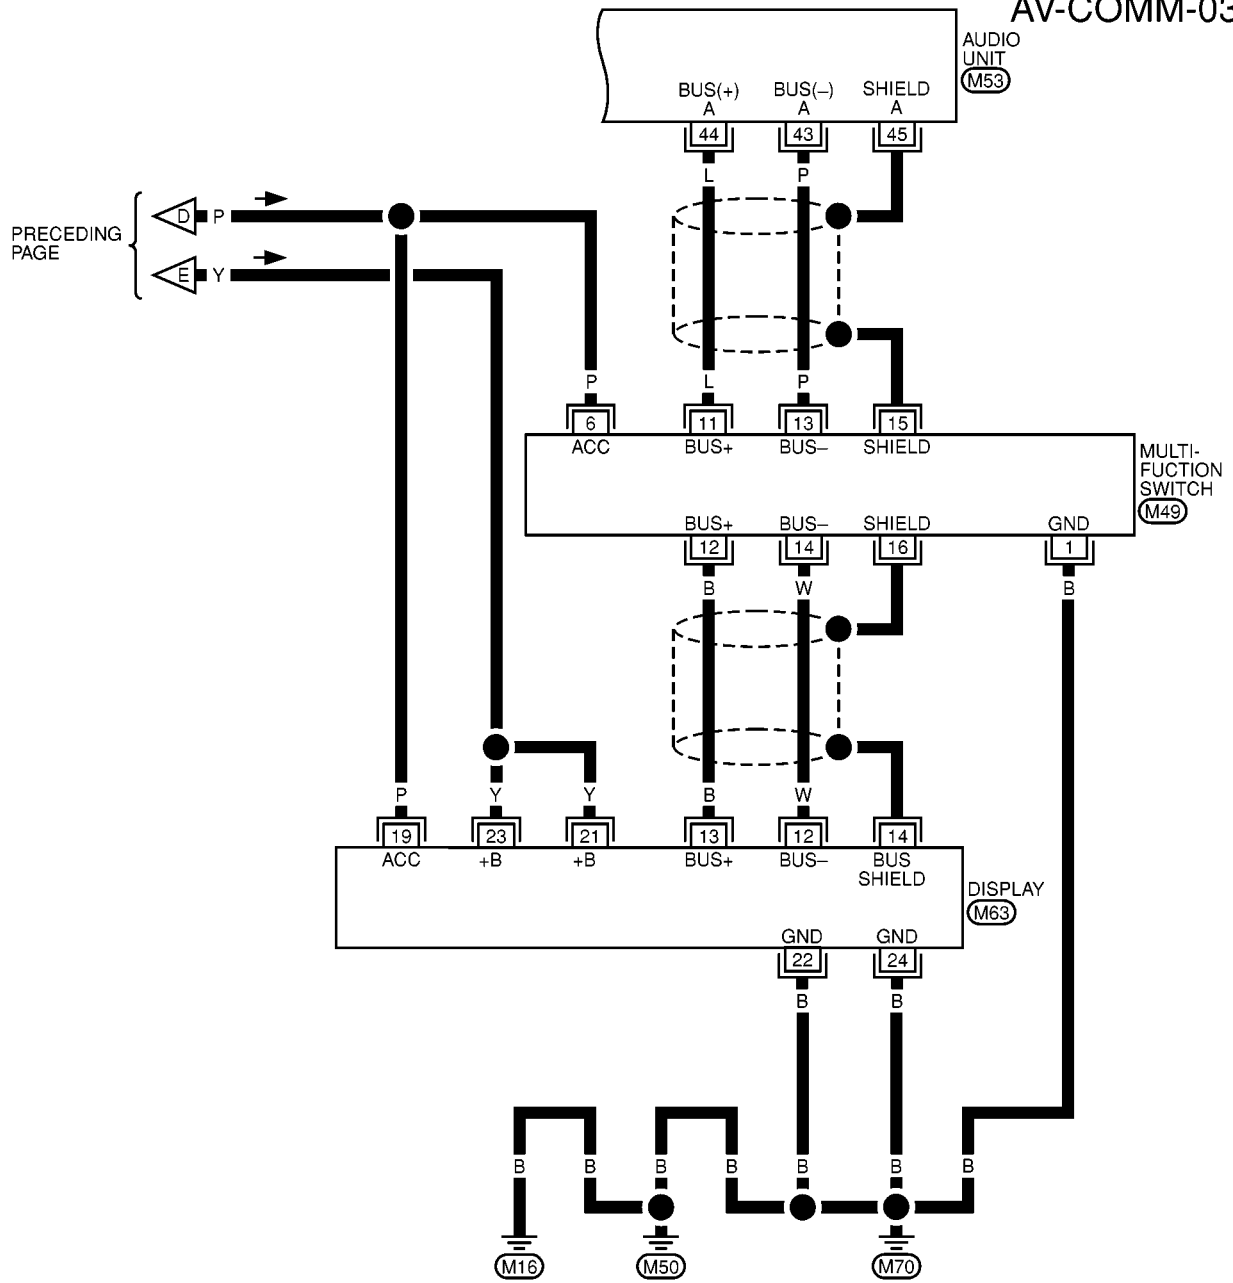 AV-COMM-03
AUDIO
UNIT
M53
BUS(+) BUS(–) SHIELD
A A A
44 43 45
L P
PRECEDING
PAGE
D P
E Y
P L P
6 11 13 15
ACC BUS+ BUS– SHIELD
MULTI-
FUCTION
SWITCH
M49
BUS+ BUS– SHIELD GND
12 14 16 1
B W B
P Y Y B W
19 23 21 13 12 14
ACC +B +B BUS+ BUS– BUS
SHIELD
DISPLAY
M63
GND GND
22 24
B B
B B B B B B B
M16 M50 M70